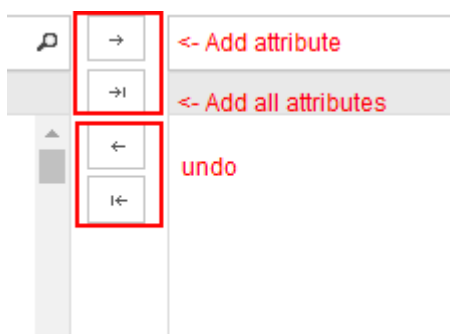 <- Add attribute
<- Add all attributes
undo